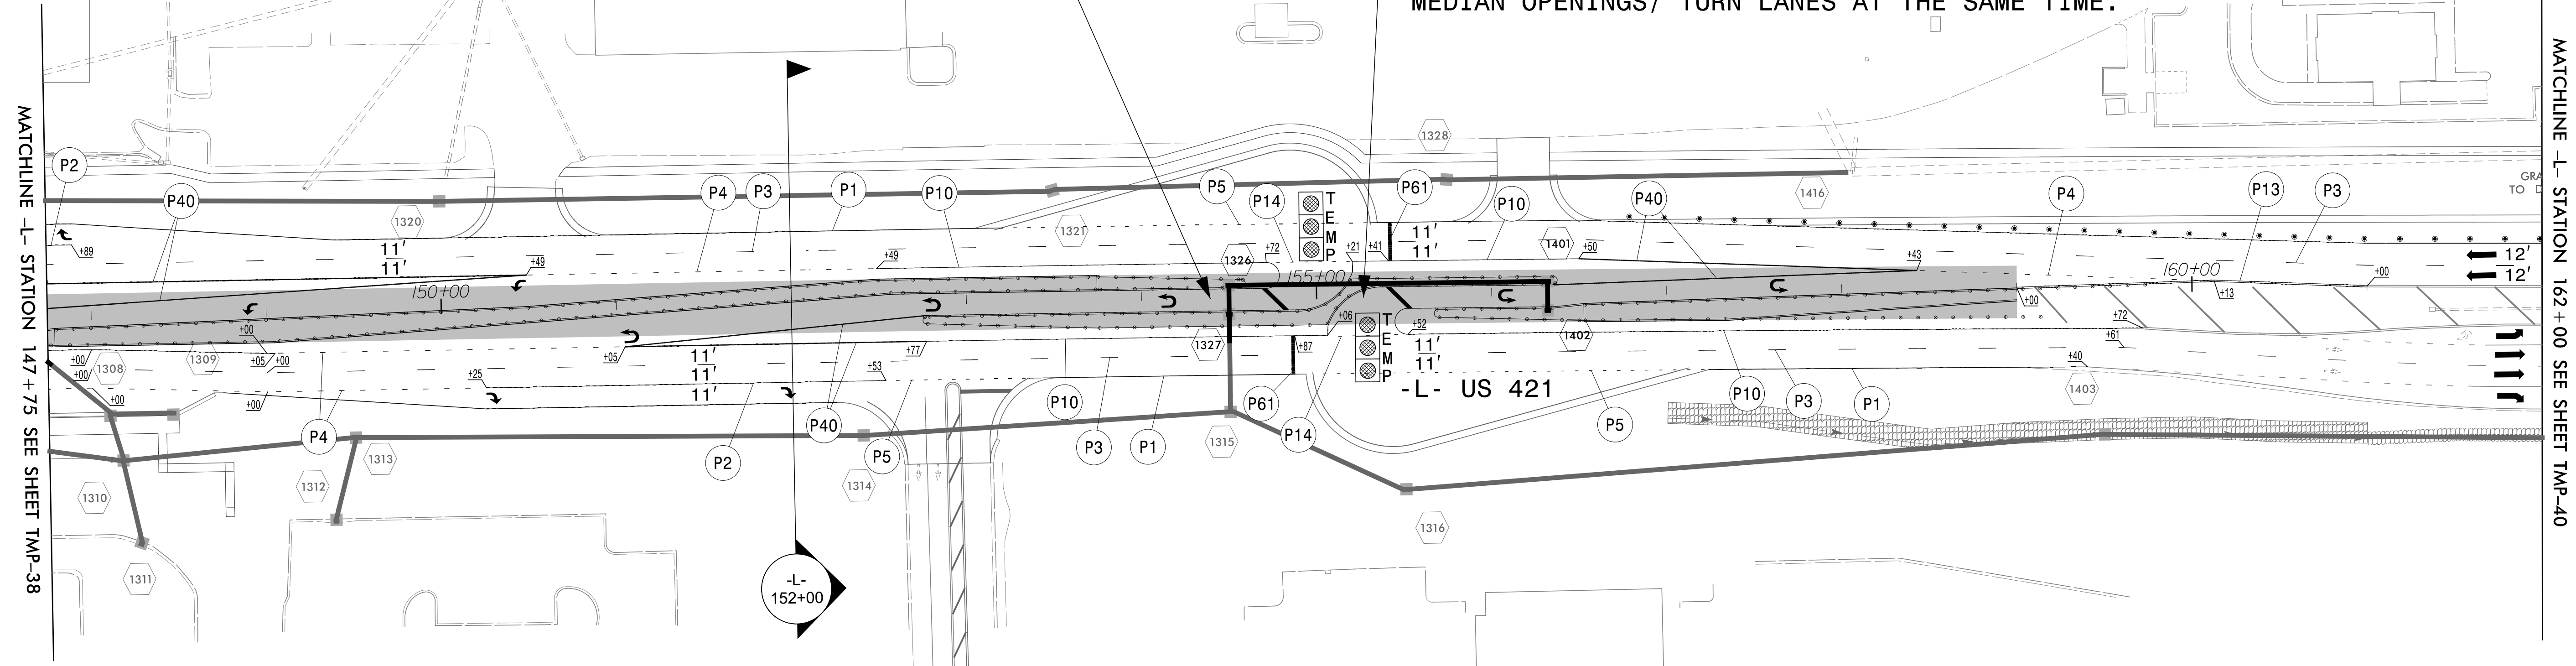 MEDIAN OPENINGS/ TURN LANES AT THE SAME TIME.
MATCHLINE -L- STATION 147+75 SEE SHEET TMP-38
MATCHLINE -L- STATION 162+00 SEE SHEET TMP-40
P2
P40
P4
P3
P1
P10
P5
P14
TEMP
P61
1328
P10
P40
1416
P4
P13
P3
GRA
TO D
1320
1321
+89
11'
11'
+49
+49
1326
+72
+21
+41
11'
11'
1401
+50
+43
12'
12'
150+00
155+00
160+00
+00
+13
+00
+00
+06
+52
+72
+61
+00
+00
1308
1309
+05
+00
+05
11'
11'
11'
+77
1327
+87
TEMP
11'
11'
1402
+40
1403
+00
+00
+25
+53
-L- US 421
P4
P2
P40
P5
P10
P3
P1
P61
P14
P5
P10
P3
P1
1310
1313
1312
1314
1315
1316
1311
-L-
152+00